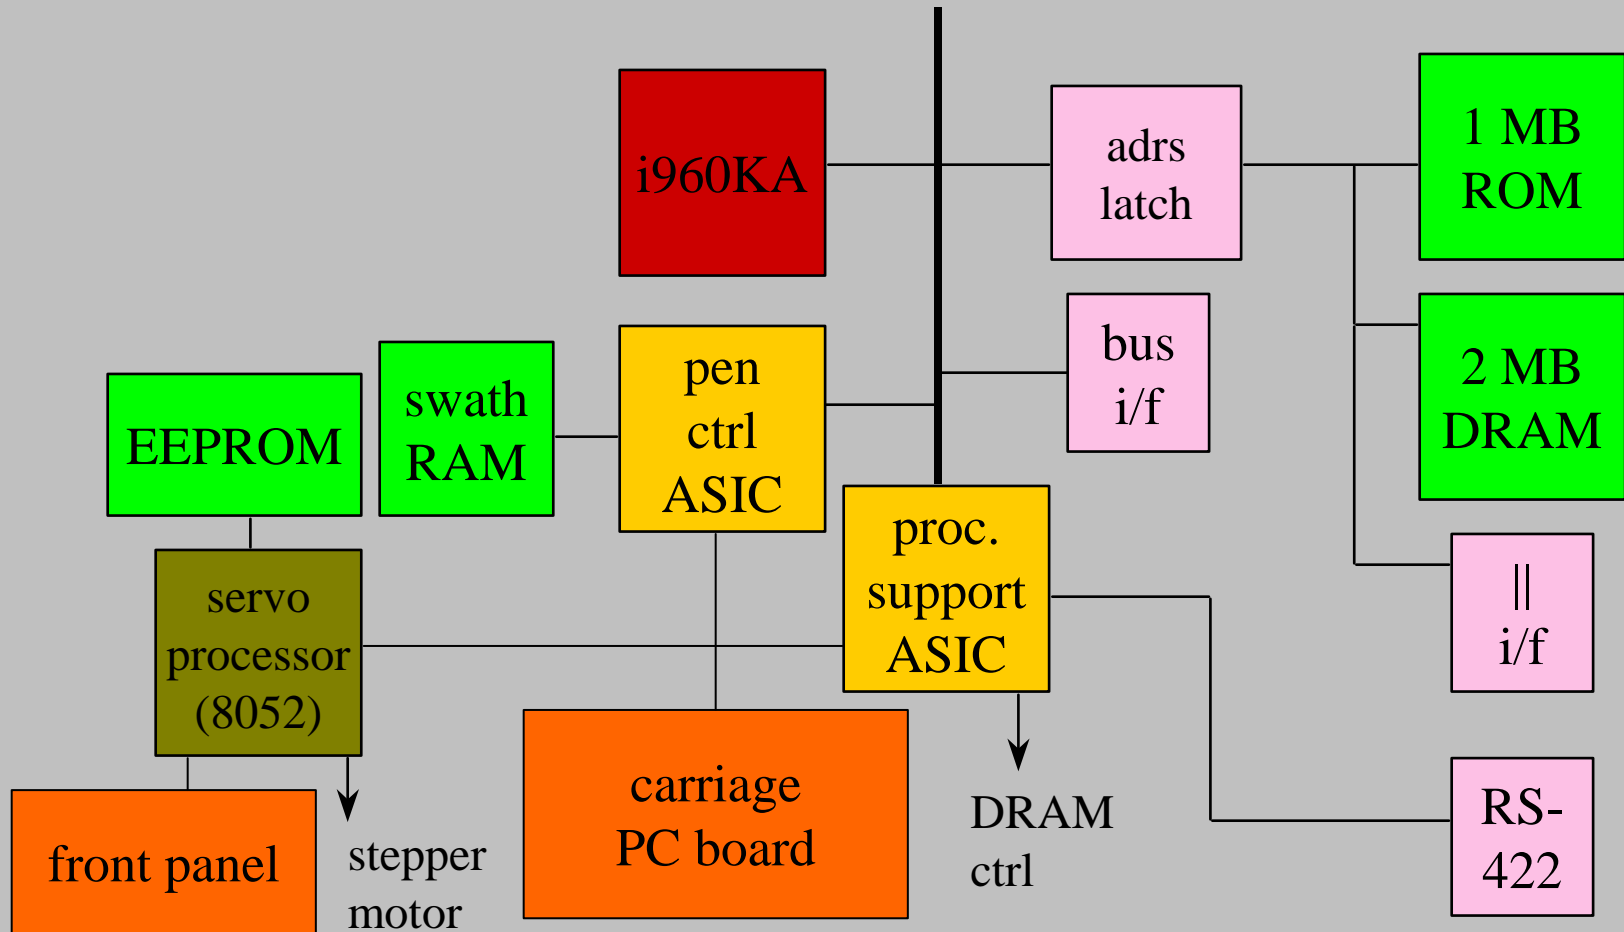 i960KA
adrs
latch
1 MB
ROM
pen
ctrl
ASIC
bus
i/f
2 MB
DRAM
EEPROM
swath
RAM
servo
processor
(8052)
proc.
support
ASIC
||
i/f
front panel
stepper
motor
carriage
PC board
DRAM
ctrl
RS-
422